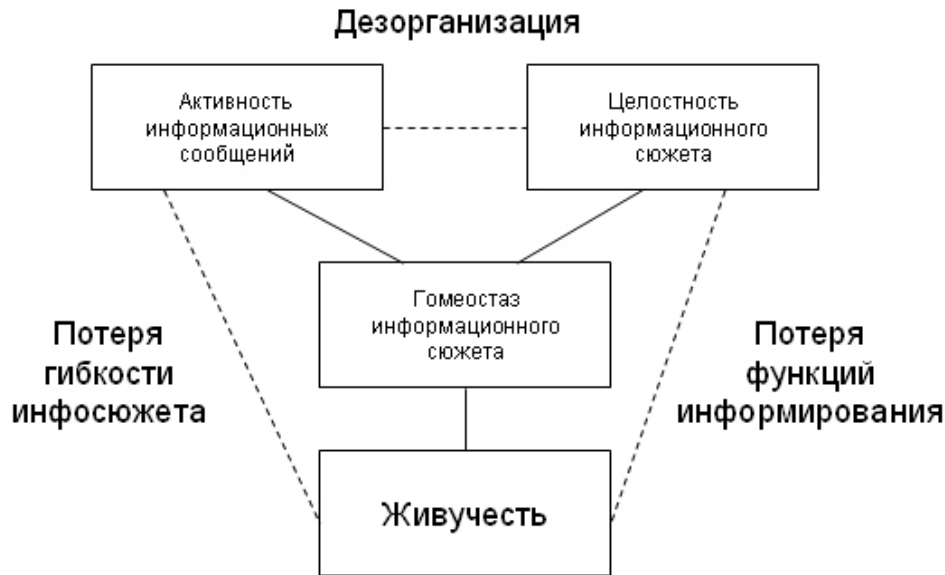 Дезорганизация
Активность
информационных
сообщений
Целостность
информационного
сюжета
Гомеостаз
информационного
сюжета
Потеря
гибкости
инфосюжета
Потеря
функций
информирования
Живучесть